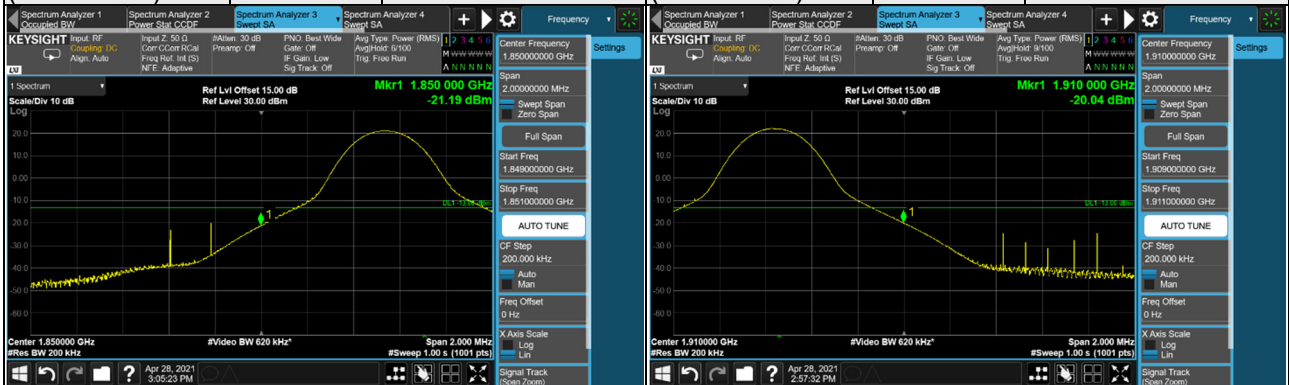 Spectrum Analyzer 1
Occupied BW
Spectrum Analyzer 2
Power Stat CCDF
Spectrum Analyzer 3
Swept SA
Spectrum Analyzer 4
Swept SA
Frequency
KEYSIGHT
Input: RF
Coupling: DC
Align: Auto
Input Z: 50 Ω
Corr CCorr RCal
Freq Ref: Int (S)
NFE: Adaptive
#Atten: 30 dB
Preamp: Off
PNO: Best Wide
Gate: Off
IF Gain: Low
Sig Track: Off
Avg Type: Power (RMS)
Avg|Hold: 6/100
Trig: Free Run
1 2 3 4 5 6
M W W W W W
A N N N N N
LXI
1 Spectrum
Scale/Div 10 dB
Log
Ref Lvl Offset 15.00 dB
Ref Level 30.00 dBm
Mkr1 1.850 000 GHz
-21.19 dBm
20.0
10.0
0.00
-10.0
-20.0
-30.0
-40.0
-50.0
-60.0
DL1 -13.00 dBm
1
Center 1.850000 GHz
#Res BW 200 kHz
#Video BW 620 kHz*
Span 2.000 MHz
#Sweep 1.00 s (1001 pts)
Apr 28, 2021
3:05:23 PM
Center Frequency
1.850000000 GHz
Settings
Span
2.00000000 MHz
Swept Span
Zero Span
Full Span
Start Freq
1.849000000 GHz
Stop Freq
1.851000000 GHz
AUTO TUNE
CF Step
200.000 kHz
Auto
Man
Freq Offset
0 Hz
X Axis Scale
Log
Lin
Signal Track
(Span Zoom)
Spectrum Analyzer 1
Occupied BW
Spectrum Analyzer 2
Power Stat CCDF
Spectrum Analyzer 3
Swept SA
Spectrum Analyzer 4
Swept SA
Frequency
KEYSIGHT
Input: RF
Coupling: DC
Align: Auto
Input Z: 50 Ω
Corr CCorr RCal
Freq Ref: Int (S)
NFE: Adaptive
#Atten: 30 dB
Preamp: Off
PNO: Best Wide
Gate: Off
IF Gain: Low
Sig Track: Off
Avg Type: Power (RMS)
Avg|Hold: 9/100
Trig: Free Run
1 2 3 4 5 6
M W W W W W
A N N N N N
LXI
1 Spectrum
Scale/Div 10 dB
Log
Ref Lvl Offset 15.00 dB
Ref Level 30.00 dBm
Mkr1 1.910 000 GHz
-20.04 dBm
20.0
10.0
0.00
-10.0
-20.0
-30.0
-40.0
-50.0
-60.0
DL1 -13.00 dBm
1
Center 1.910000 GHz
#Res BW 200 kHz
#Video BW 620 kHz*
Span 2.000 MHz
#Sweep 1.00 s (1001 pts)
Apr 28, 2021
2:57:32 PM
Center Frequency
1.910000000 GHz
Settings
Span
2.00000000 MHz
Swept Span
Zero Span
Full Span
Start Freq
1.909000000 GHz
Stop Freq
1.911000000 GHz
AUTO TUNE
CF Step
200.000 kHz
Auto
Man
Freq Offset
0 Hz
X Axis Scale
Log
Lin
Signal Track
(Span Zoom)